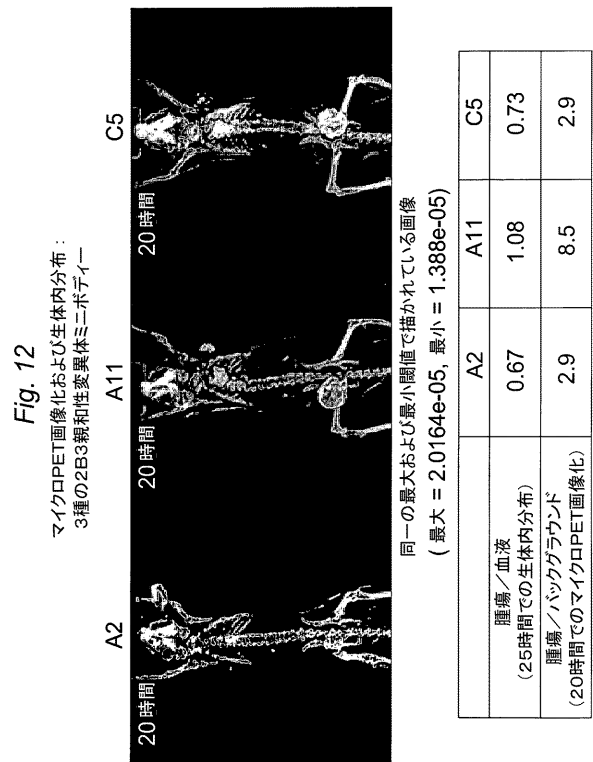 Fig. 12
マイクロPET画像化および生体内分布：
3種の2B3親和性変異体ミニボディー
A2
A11
C5
20時間
20時間
20時間
同一の最大および最小閾値で描かれている画像
( 最大 = 2.0164e-05, 最小 = 1.388e-05)
A2 A11 C5
腫瘍／血液
(25時間での生体内分布) 0.67 1.08 0.73
腫瘍／バックグラウンド
(20時間でのマイクロPET画像化) 2.9 8.5 2.9